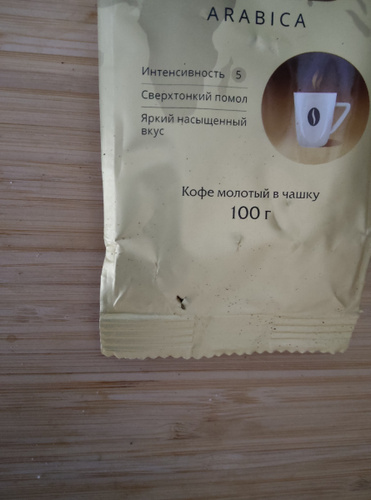 ARABICA
Интенсивность 5
Сверхтонкий помол
Яркий насыщенный
вкус
Кофе молотый в чашку
100 г